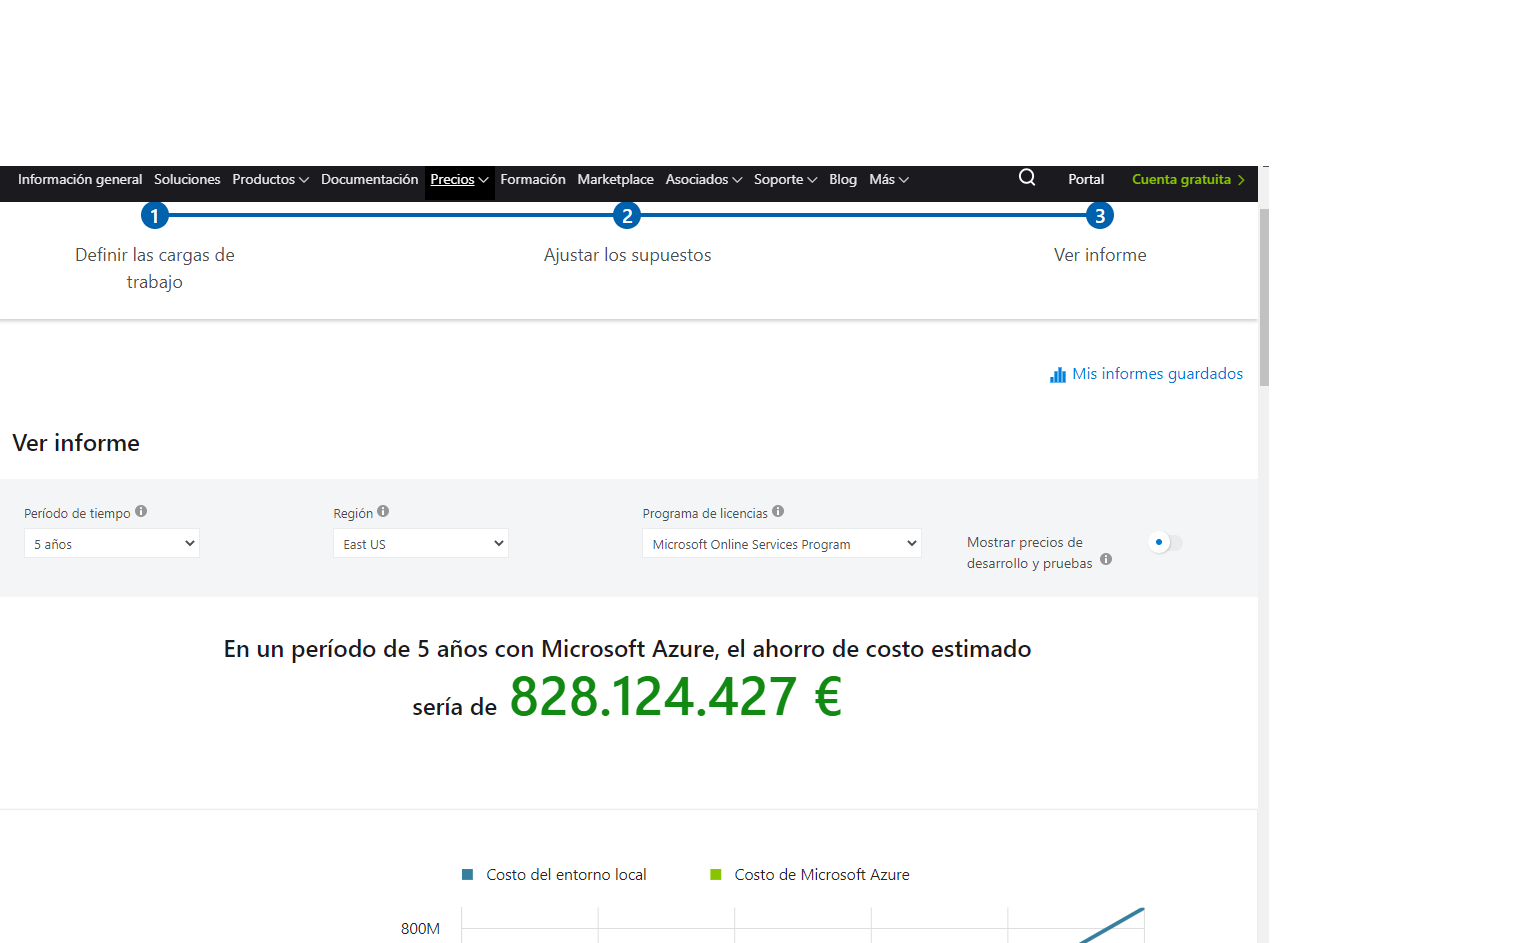 Información general Soluciones Productos Documentación Precios Formación Marketplace Asociados Soporte Blog Más Portal Cuenta gratuita
1 2 3
Definir las cargas de trabajo
Ajustar los supuestos
Ver informe
Mis informes guardados
Ver informe
Período de tiempo
5 años
Región
East US
Programa de licencias
Microsoft Online Services Program
Mostrar precios de
desarrollo y pruebas
En un período de 5 años con Microsoft Azure, el ahorro de costo estimado
sería de 828.124.427 €
Costo del entorno local Costo de Microsoft Azure
800M